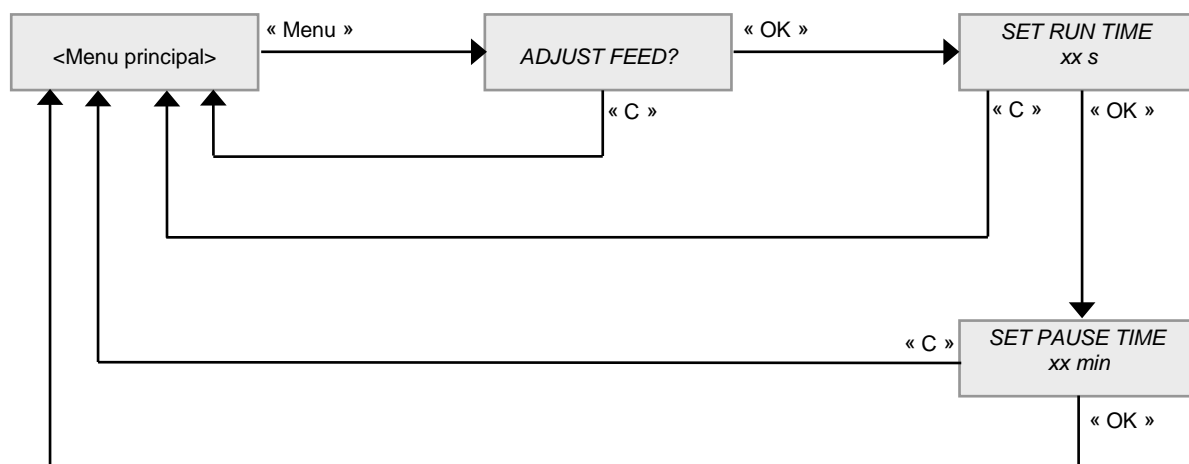 « Menu »
« OK »
SET RUN TIME
xx s
<Menu principal>
ADJUST FEED?
« C »
« C »
« OK »
« C »
SET PAUSE TIME
xx min
« OK »